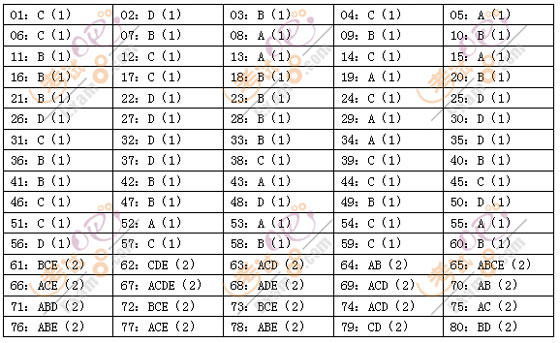 01: C (1) 02: D (1) 03: B (1) 04: C (1) 05: A (1)
06: C (1) 07: B (1) 08: A (1) 09: B (1) 10: B (1)
11: B (1) 12: C (1) 13: A (1) 14: C (1) 15: A (1)
16: B (1) 17: C (1) 18: B (1) 19: A (1) 20: B (1)
21: B (1) 22: D (1) 23: B (1) 24: C (1) 25: D (1)
26: D (1) 27: D (1) 28: B (1) 29: A (1) 30: D (1)
31: C (1) 32: D (1) 33: B (1) 34: A (1) 35: D (1)
36: B (1) 37: D (1) 38: C (1) 39: C (1) 40: B (1)
41: B (1) 42: B (1) 43: A (1) 44: C (1) 45: C (1)
46: C (1) 47: B (1) 48: D (1) 49: B (1) 50: D (1)
51: C (1) 52: A (1) 53: A (1) 54: C (1) 55: A (1)
56: D (1) 57: C (1) 58: B (1) 59: C (1) 60: B (1)
61: BCE (2) 62: CDE (2) 63: ACD (2) 64: AB (2) 65: ABCE (2)
66: ACE (2) 67: ACDE (2) 68: ADE (2) 69: ACD (2) 70: AB (2)
71: ABD (2) 72: BCE (2) 73: BCE (2) 74: ACD (2) 75: AC (2)
76: ABE (2) 77: ACE (2) 78: ABE (2) 79: CD (2) 80: BD (2)